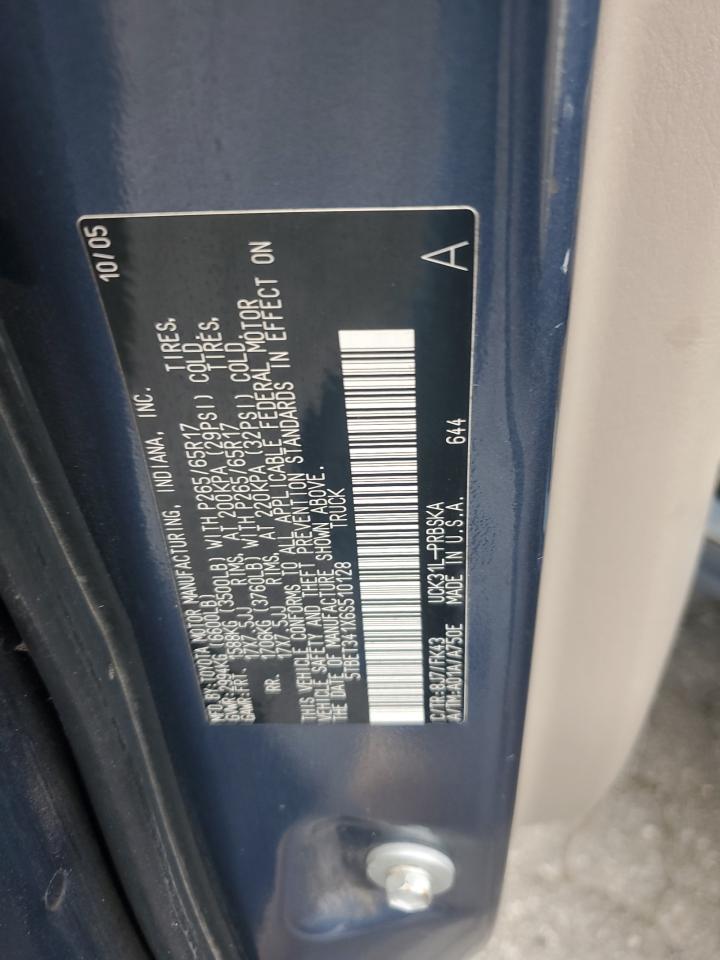 MFD.BY:TOYOTA MOTOR MANUFACTURING, INDIANA, INC. 10/05
GVWR:2994KG(6600LB)
GAWR:FRT. 1588KG(3500LB) WITH P265/65R17 TIRES,
17X7.5JJ RIMS, AT 200KPA(29PSI) COLD.
RR. 1706KG(3760LB) WITH P265/65R17 TIRES,
17X7.5JJ RIMS, AT 220KPA(32PSI) COLD.
THIS VEHICLE CONFORMS TO ALL APPLICABLE FEDERAL MOTOR
VEHICLE SAFETY AND THEFT PREVENTION STANDARDS IN EFFECT ON
THE DATE OF MANUFACTURE SHOWN ABOVE.
5TBET341X6S510128 TRUCK
C/TR:8J7/FK43 UCK31L-PRBSKA
A/TM:A01A/A750E MADE IN U.S.A. 644 A